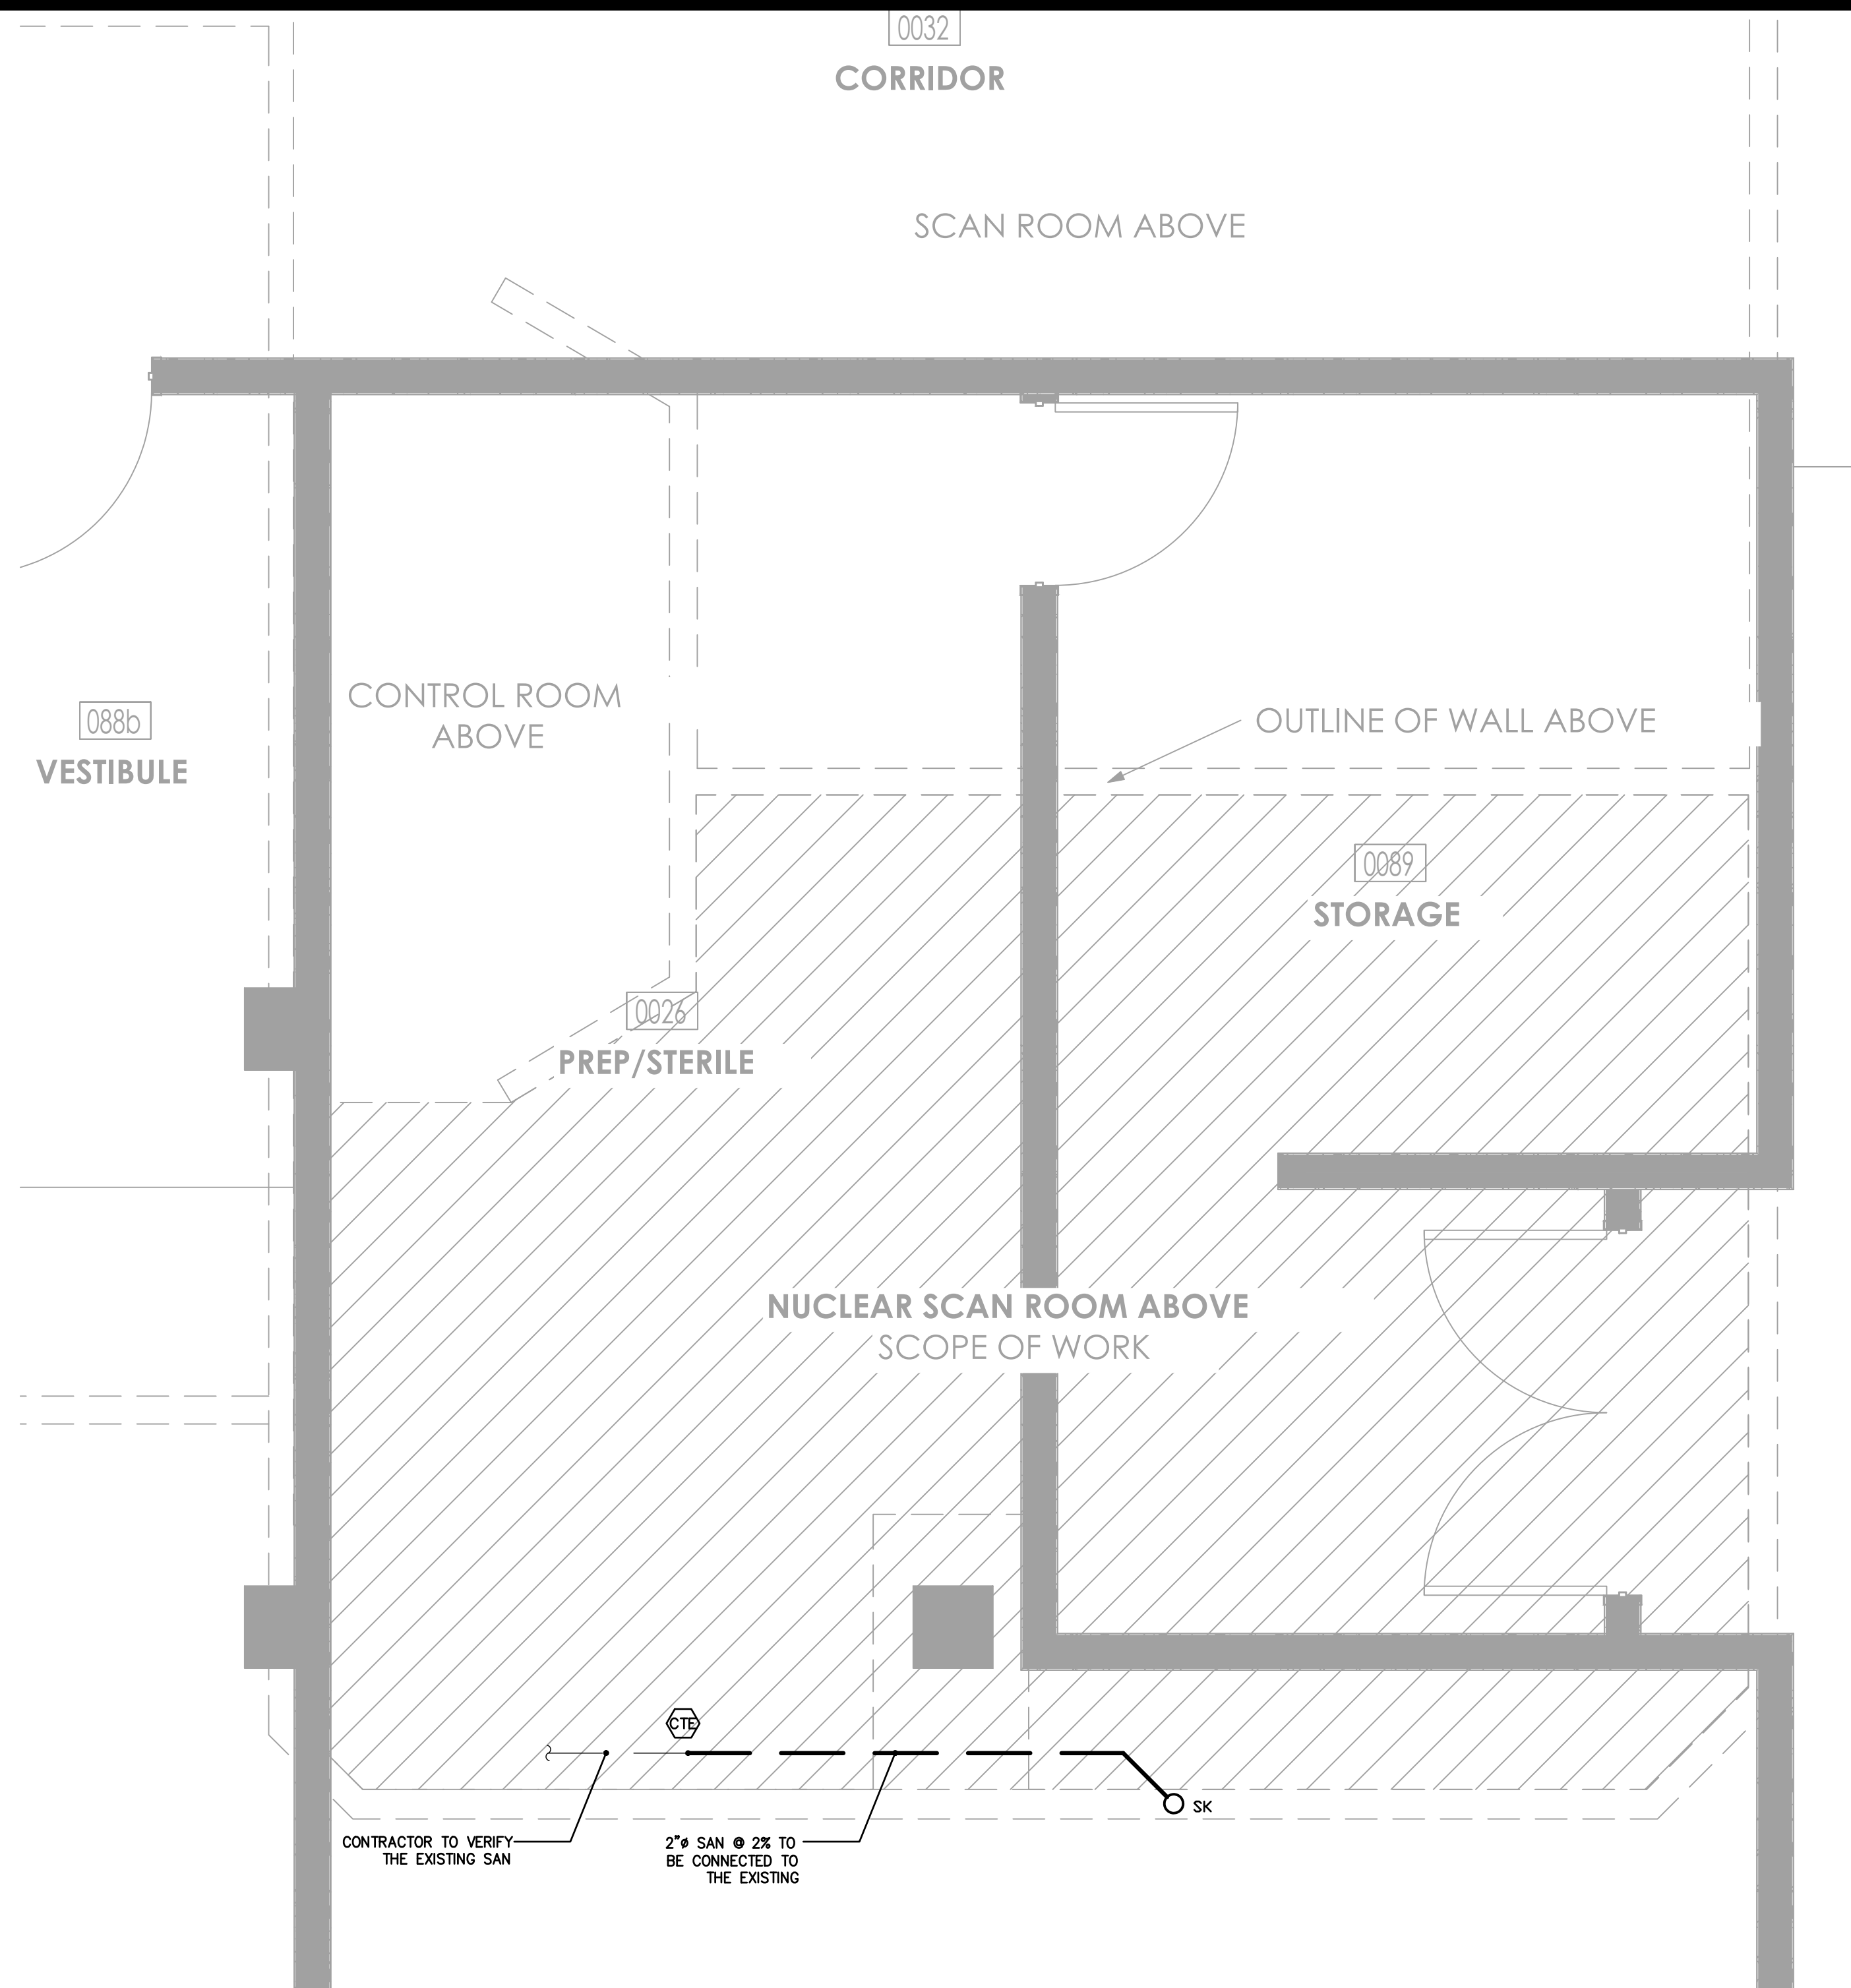 0032
CORRIDOR
SCAN ROOM ABOVE
CONTROL ROOM
ABOVE
088b
VESTIBULE
OUTLINE OF WALL ABOVE
0089
STORAGE
0026
PREP/STERILE
NUCLEAR SCAN ROOM ABOVE
SCOPE OF WORK
CTE
SK
CONTRACTOR TO VERIFY
THE EXISTING SAN
2"ø SAN @ 2% TO
BE CONNECTED TO
THE EXISTING